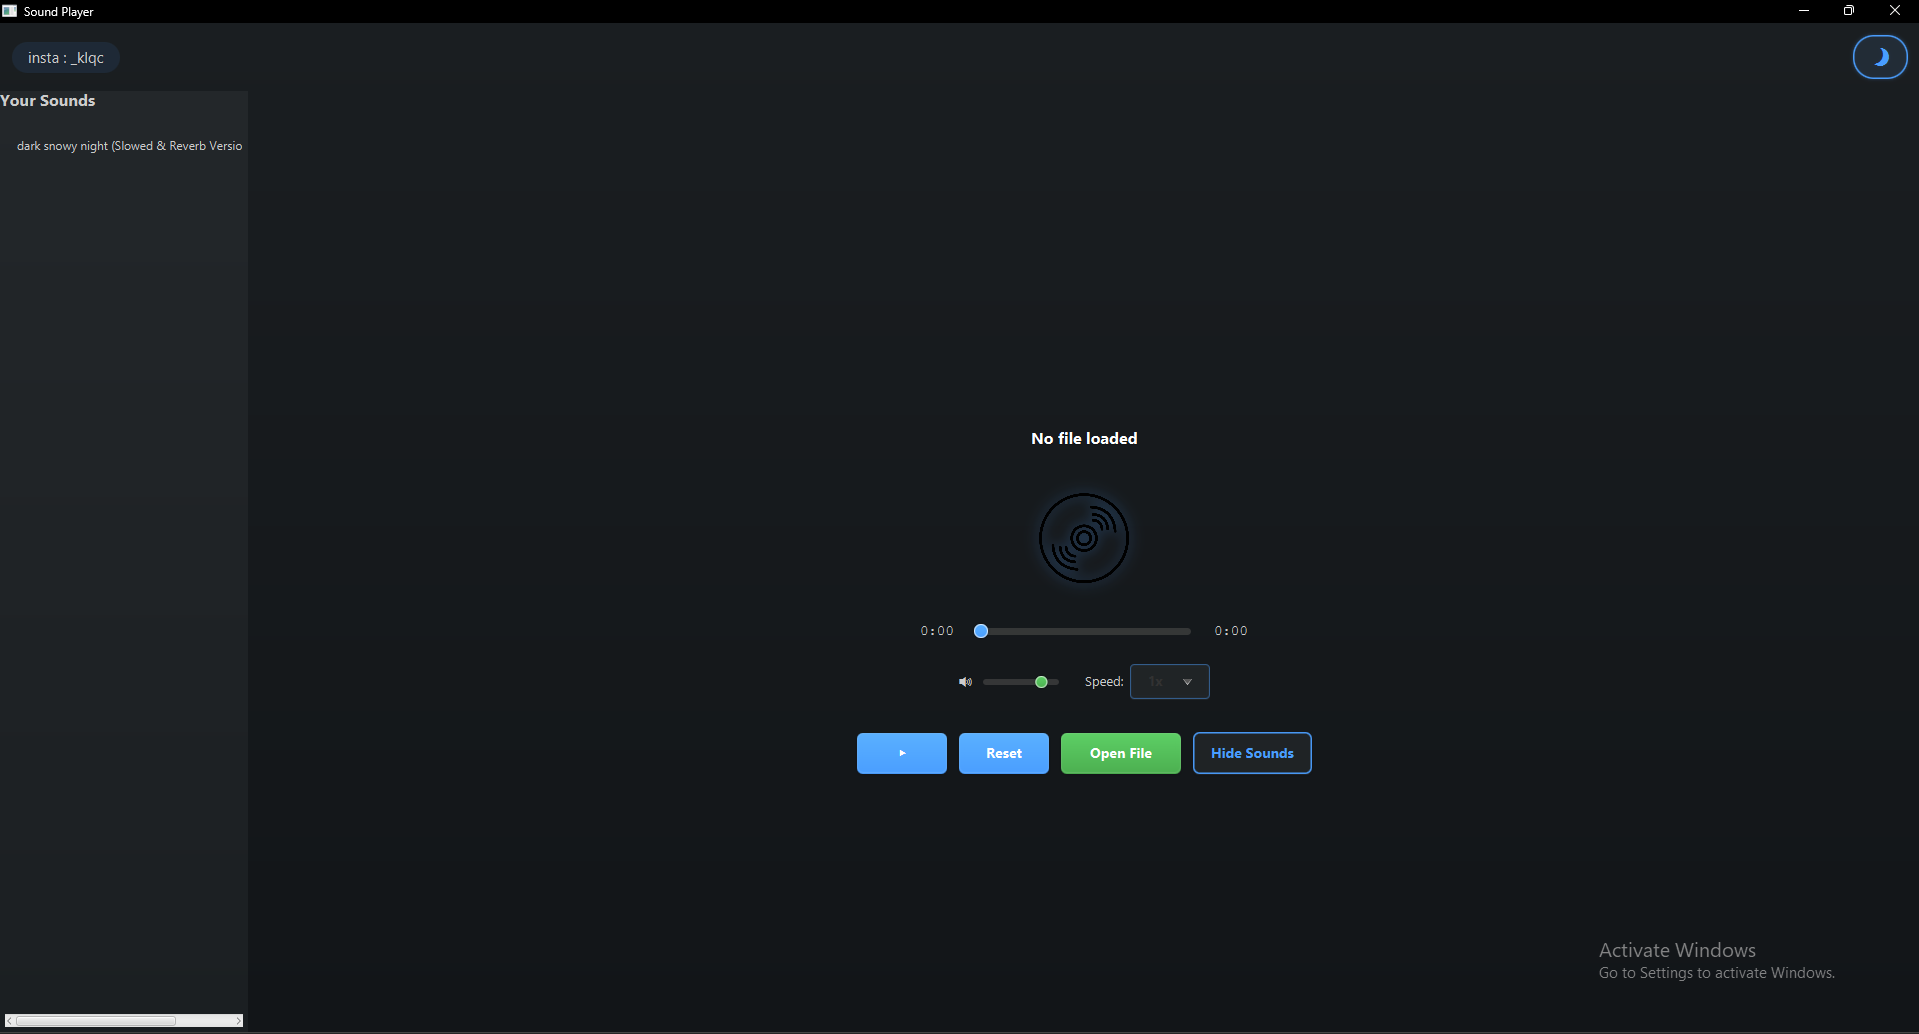 Sound Player
insta : _klqc
Your Sounds
dark snowy night (Slowed & Reverb Versio
No file loaded
0:00 0:00
Speed: 1x
Reset Open File Hide Sounds
Activate Windows
Go to Settings to activate Windows.